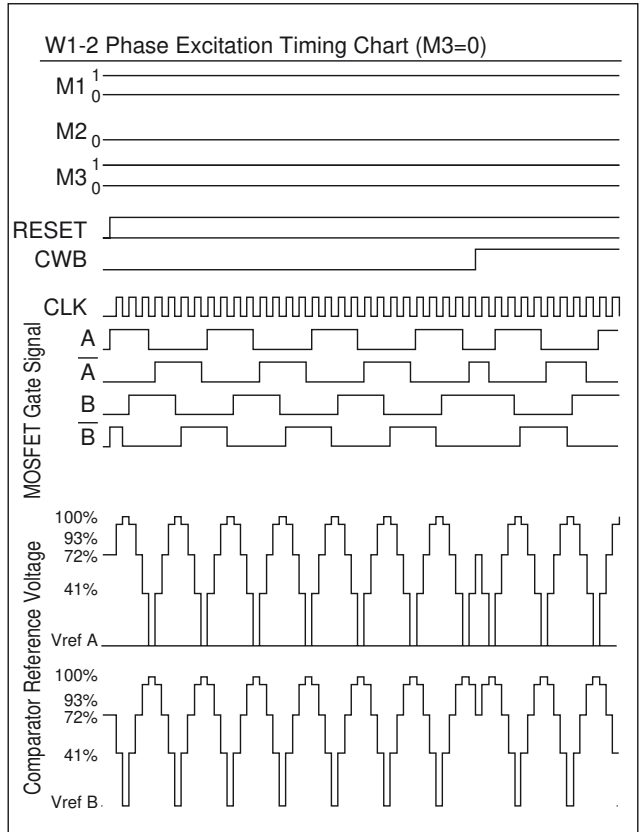 W1-2 Phase Excitation Timing Chart (M3=0)
M1 1
0
M2 0
M3 1
0
RESET
CWB
CLK
MOSFET Gate Signal
A
A
B
B
Comparator Reference Voltage
100%
93%
72%
41%
Vref A
100%
93%
72%
41%
Vref B